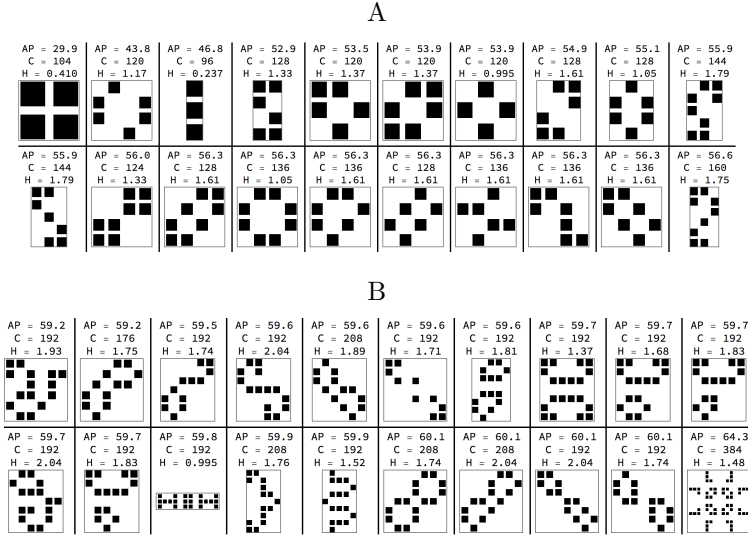 A
AP = 29.9 AP = 43.8 AP = 46.8 AP = 52.9 AP = 53.5 AP = 53.9 AP = 53.9 AP = 54.9 AP = 55.1 AP = 55.9
C = 104 C = 120 C = 96 C = 128 C = 120 C = 120 C = 120 C = 128 C = 128 C = 144
H = 0.410 H = 1.17 H = 0.237 H = 1.33 H = 1.37 H = 1.37 H = 0.995 H = 1.61 H = 1.05 H = 1.79
AP = 55.9 AP = 56.0 AP = 56.3 AP = 56.3 AP = 56.3 AP = 56.3 AP = 56.3 AP = 56.3 AP = 56.3 AP = 56.6
C = 144 C = 124 C = 128 C = 136 C = 136 C = 128 C = 136 C = 136 C = 136 C = 160
H = 1.79 H = 1.33 H = 1.61 H = 1.05 H = 1.61 H = 1.61 H = 1.61 H = 1.61 H = 1.61 H = 1.75
B
AP = 59.2 AP = 59.2 AP = 59.5 AP = 59.6 AP = 59.6 AP = 59.6 AP = 59.6 AP = 59.7 AP = 59.7 AP = 59.7
C = 192 C = 176 C = 192 C = 192 C = 208 C = 192 C = 192 C = 192 C = 192 C = 192
H = 1.93 H = 1.75 H = 1.74 H = 2.04 H = 1.89 H = 1.71 H = 1.81 H = 1.37 H = 1.68 H = 1.83
AP = 59.7 AP = 59.7 AP = 59.8 AP = 59.9 AP = 59.9 AP = 60.1 AP = 60.1 AP = 60.1 AP = 60.1 AP = 64.3
C = 192 C = 192 C = 192 C = 208 C = 192 C = 208 C = 208 C = 192 C = 192 C = 384
H = 2.04 H = 1.83 H = 0.995 H = 1.76 H = 1.52 H = 1.74 H = 2.04 H = 2.04 H = 1.74 H = 1.48